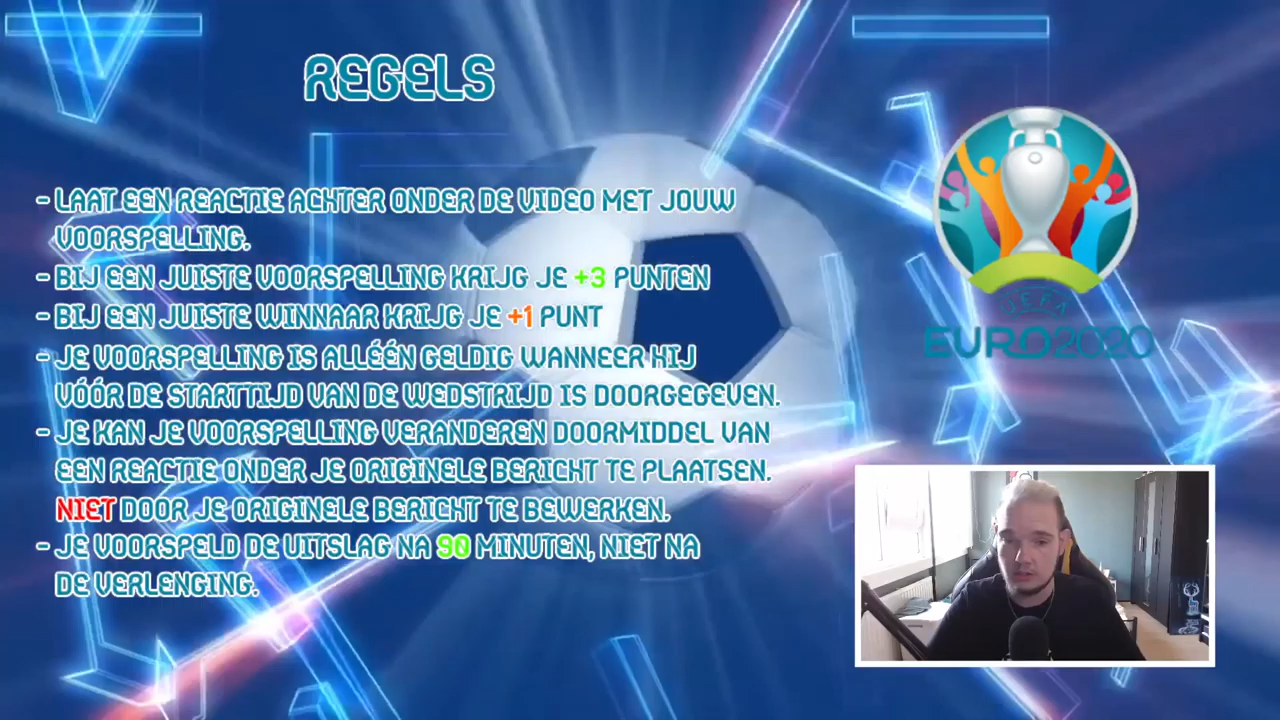 REGELS
- LAAT EEN REACTIE ACHTER ONDER DE VIDEO MET JOUW
VOORSPELLING.
- BIJ EEN JUISTE VOORSPELLING KRIJG JE +3 PUNTEN
- BIJ EEN JUISTE WINNAAR KRIJG JE +1 PUNT
- JE VOORSPELLING IS ALLÉÉN GELDIG WANNEER HIJ
VÓÓR DE STARTTIJD VAN DE WEDSTRIJD IS DOORGEGEVEN.
- JE KAN JE VOORSPELLING VERANDEREN DOORMIDDEL VAN
EEN REACTIE ONDER JE ORIGINELE BERICHT TE PLAATSEN.
NIET DOOR JE ORIGINELE BERICHT TE BEWERKEN.
- JE VOORSPELD DE UITSLAG NA 90 MINUTEN, NIET NA
DE VERLENGING.
UEFA
EURO2020